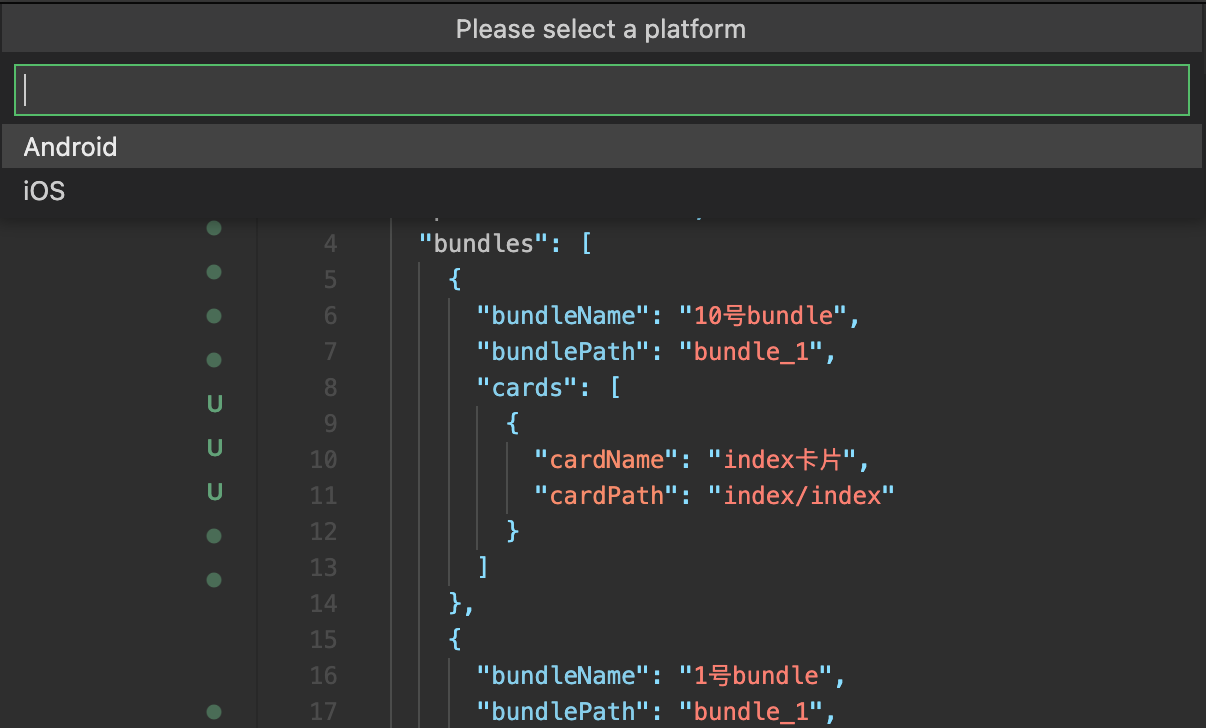 Please select a platform
Android
iOS
4 "bundles": [
5 {
6 "bundleName": "10号bundle",
7 "bundlePath": "bundle_1",
8 "cards": [
9 {
10 "cardName": "index卡片",
11 "cardPath": "index/index"
12 }
13 ]
14 },
15 {
16 "bundleName": "1号bundle",
17 "bundlePath": "bundle_1",
U
U
U